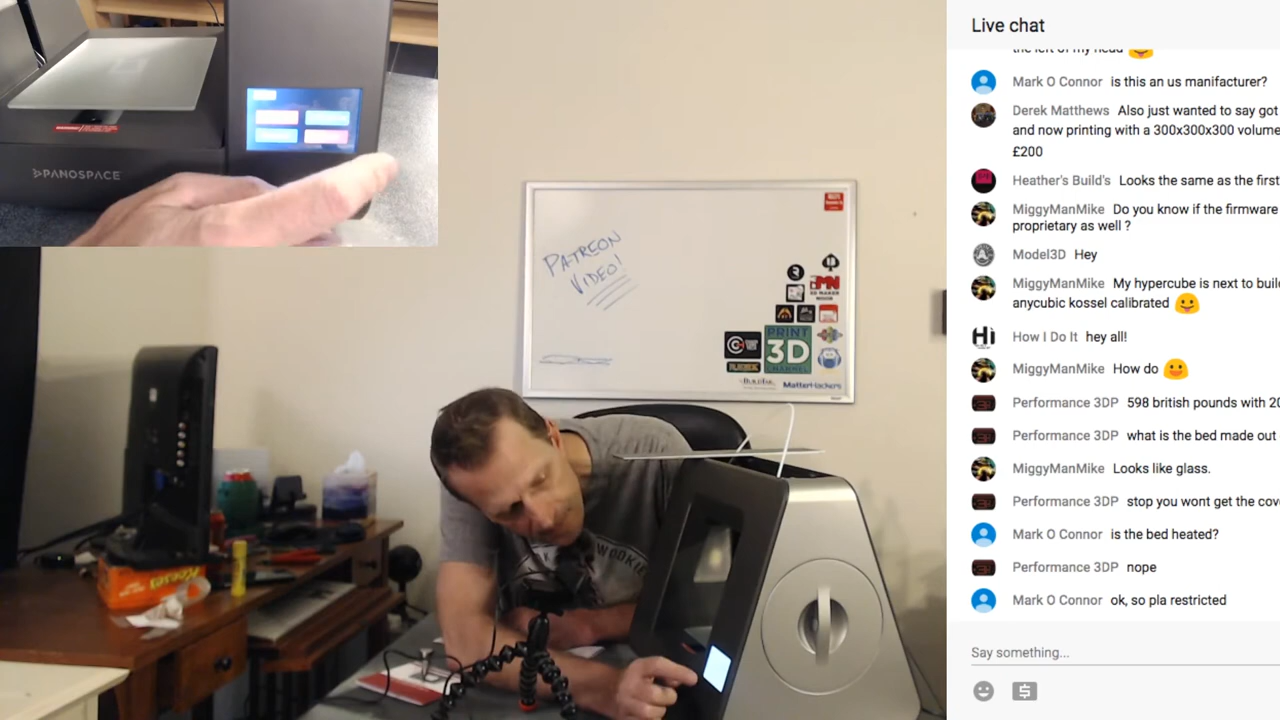 PANOSPACE
PATREON
VIDEO!
PRINT
3D
CHANNEL
MatterHackers
WOOKIE
Live chat
the left of my head
Mark O Connor is this an us manifacturer?
Derek Matthews Also just wanted to say got
and now printing with a 300x300x300 volume
£200
Heather's Build's Looks the same as the first
MiggyManMike Do you know if the firmware
proprietary as well ?
Model3D Hey
MiggyManMike My hypercube is next to build
anycubic kossel calibrated
Hi How I Do It hey all!
MiggyManMike How do
Performance 3DP 598 british pounds with 20
Performance 3DP what is the bed made out
MiggyManMike Looks like glass.
Performance 3DP stop you wont get the cov
Mark O Connor is the bed heated?
Performance 3DP nope
Mark O Connor ok, so pla restricted
Say something...